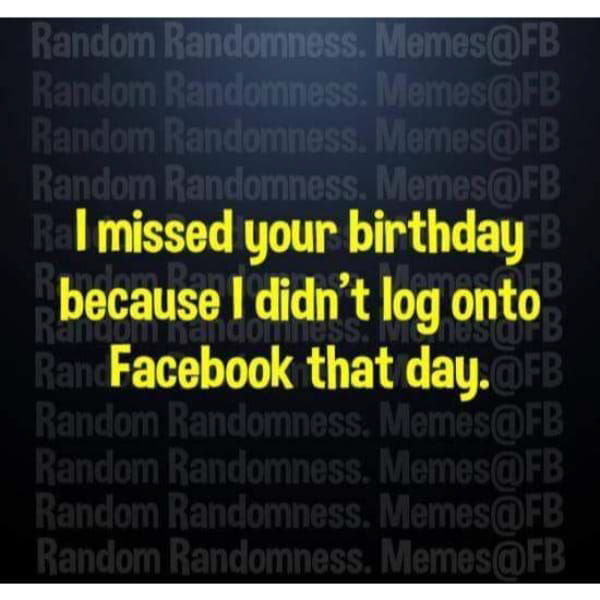 Random Randomness. Memes@FB
Random Randomness. Memes@FB
Random Randomness. Memes@FB
Random Randomness. Memes@FB
I missed your birthday
because I didn't log onto
Facebook that day.
Random Randomness. Memes@FB
Random Randomness. Memes@FB
Random Randomness. Memes@FB
Random Randomness. Memes@FB